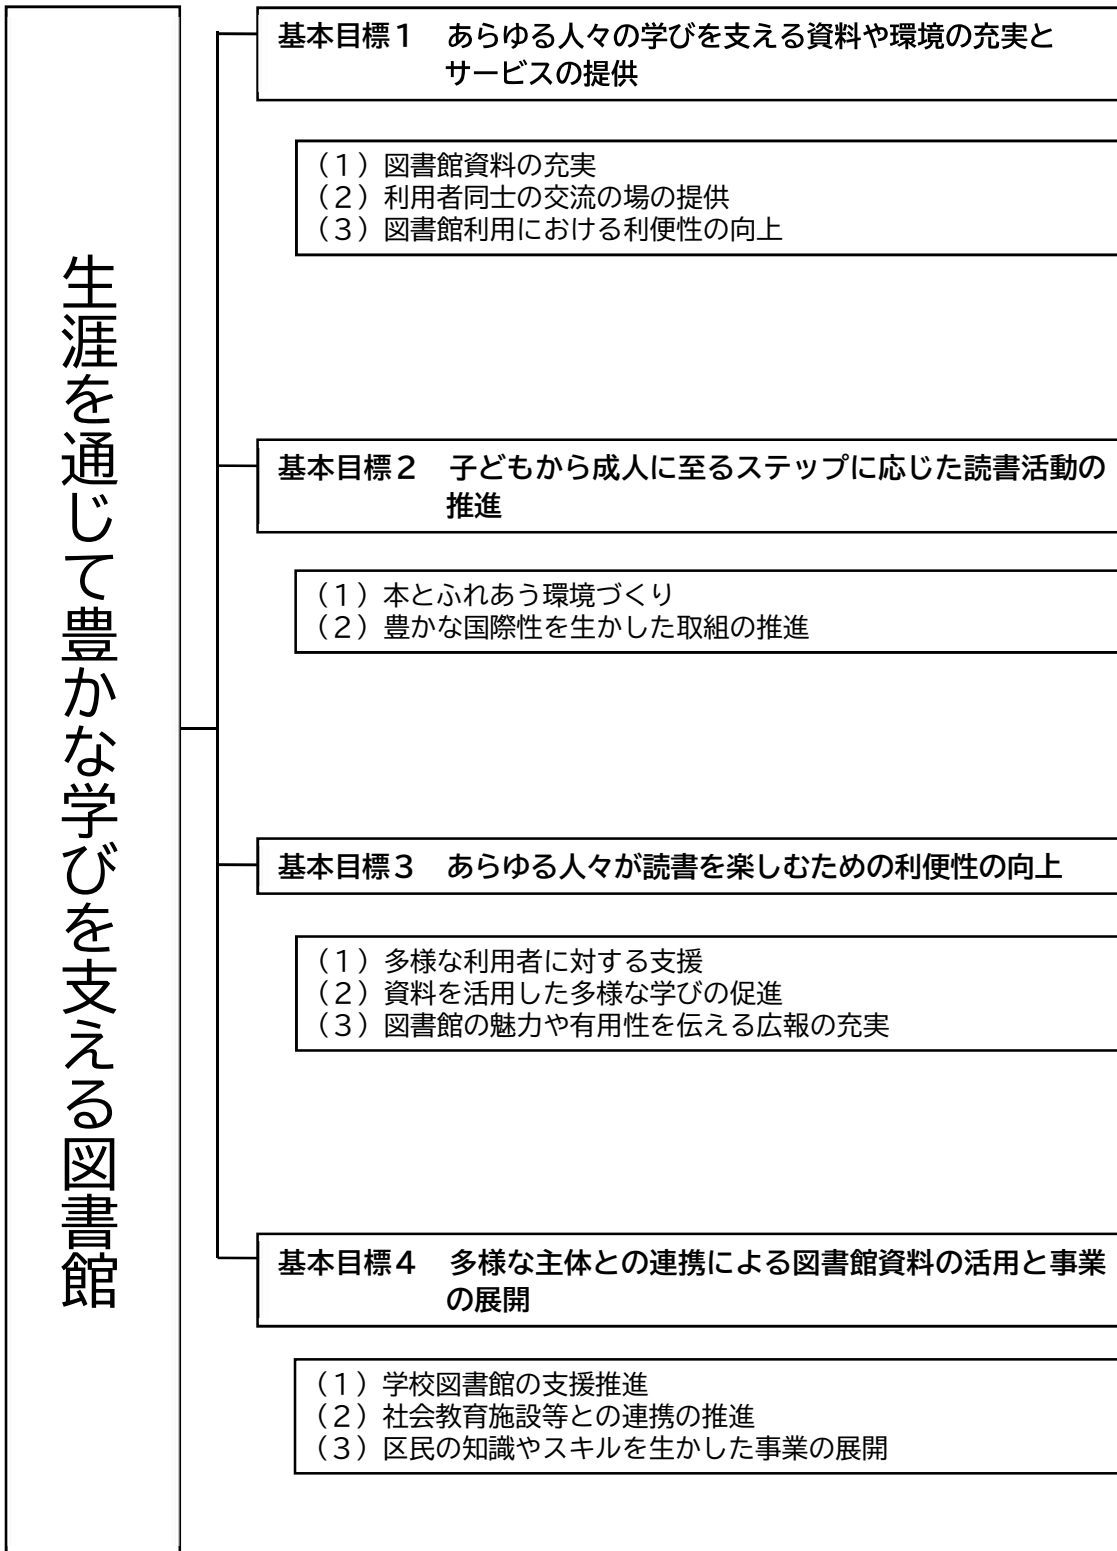 生涯を通じて豊かな学びを支える図書館
基本目標１　あらゆる人々の学びを支える資料や環境の充実と
サービスの提供
（１）図書館資料の充実
（２）利用者同士の交流の場の提供
（３）図書館利用における利便性の向上
基本目標２　子どもから成人に至るステップに応じた読書活動の
推進
（１）本とふれあう環境づくり
（２）豊かな国際性を生かした取組の推進
基本目標３　あらゆる人々が読書を楽しむための利便性の向上
（１）多様な利用者に対する支援
（２）資料を活用した多様な学びの促進
（３）図書館の魅力や有用性を伝える広報の充実
基本目標４　多様な主体との連携による図書館資料の活用と事業
の展開
（１）学校図書館の支援推進
（２）社会教育施設等との連携の推進
（３）区民の知識やスキルを生かした事業の展開